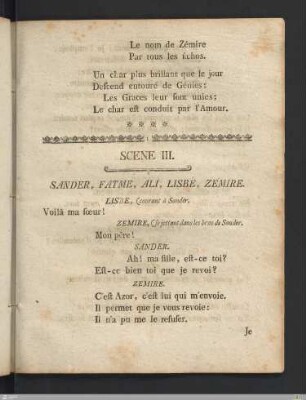 Le nom de Zémire
Par tous les échos.
Un char plus brillant que le jour
Descend entouré de Génies:
Les Graces leur sont unies;
Le char est conduit par l'Amour.
SCENE III.
SANDER, FATME, ALI, LISBE, ZEMIRE.
LISBE, (courant à Sander.
Voilà ma sœur!
ZEMIRE, (se jettant dans les bras de Sander.
Mon père!
SANDER.
Ah! ma fille, est-ce toi?
Est-ce bien toi que je revoi?
ZEMIRE.
C'est Azor, c'est lui qui m'envoie.
Il permet que je vous revoie:
Il n'a pu me le refuser.
Je